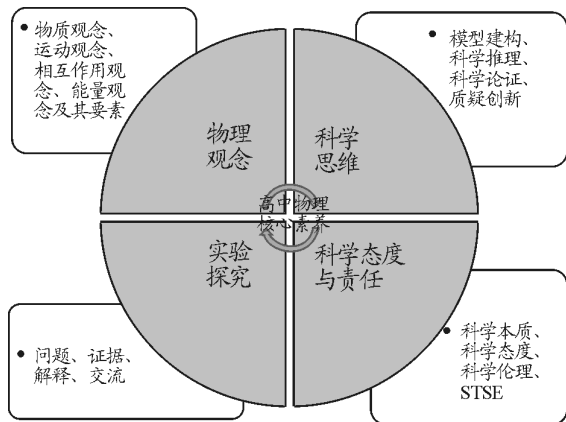 • 物质观念、
运动观念、
相互作用观
念、能量观
念及其要素
• 模型建构、
科学推理、
科学论证、
质疑创新
物理
观念
科学
思维
高中物理
核心素养
实验
探究
科学态度
与责任
• 问题、证据、
解释、交流
• 科学本质、
科学态度、
科学伦理、
STSE